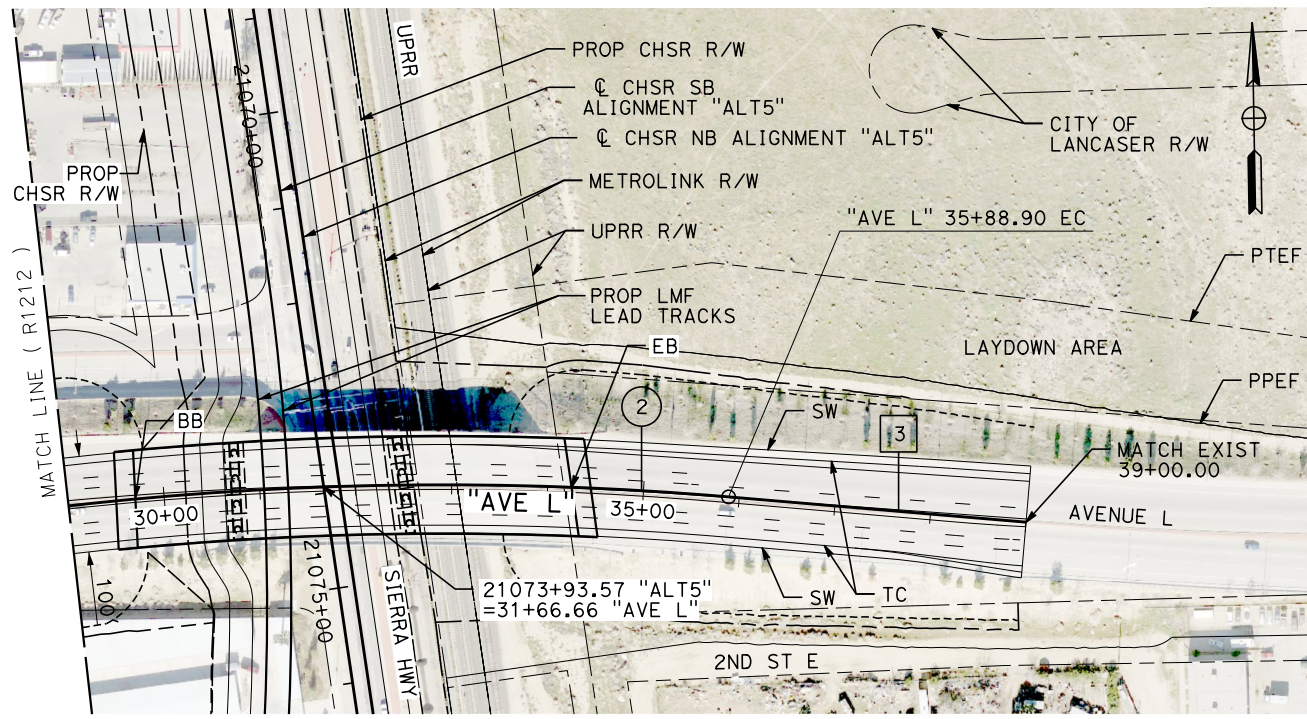 UPRR
PROP CHSR R/W
℄ CHSR SB
ALIGNMENT "ALT5"
℄ CHSR NB ALIGNMENT "ALT5"
21070+00
CITY OF
LANCASER R/W
PROP
CHSR R/W
METROLINK R/W
"AVE L" 35+88.90 EC
UPRR R/W
PTEF
MATCH LINE ( R1212 )
PROP LMF
LEAD TRACKS
EB
LAYDOWN AREA
PPEF
2
SW
BB
3
MATCH EXIST
39+00.00
"AVE L"
30+00
35+00
AVENUE L
21075+00
100'
SIERRA HWY
21073+93.57 "ALT5"
=31+66.66 "AVE L"
SW
TC
2ND ST E